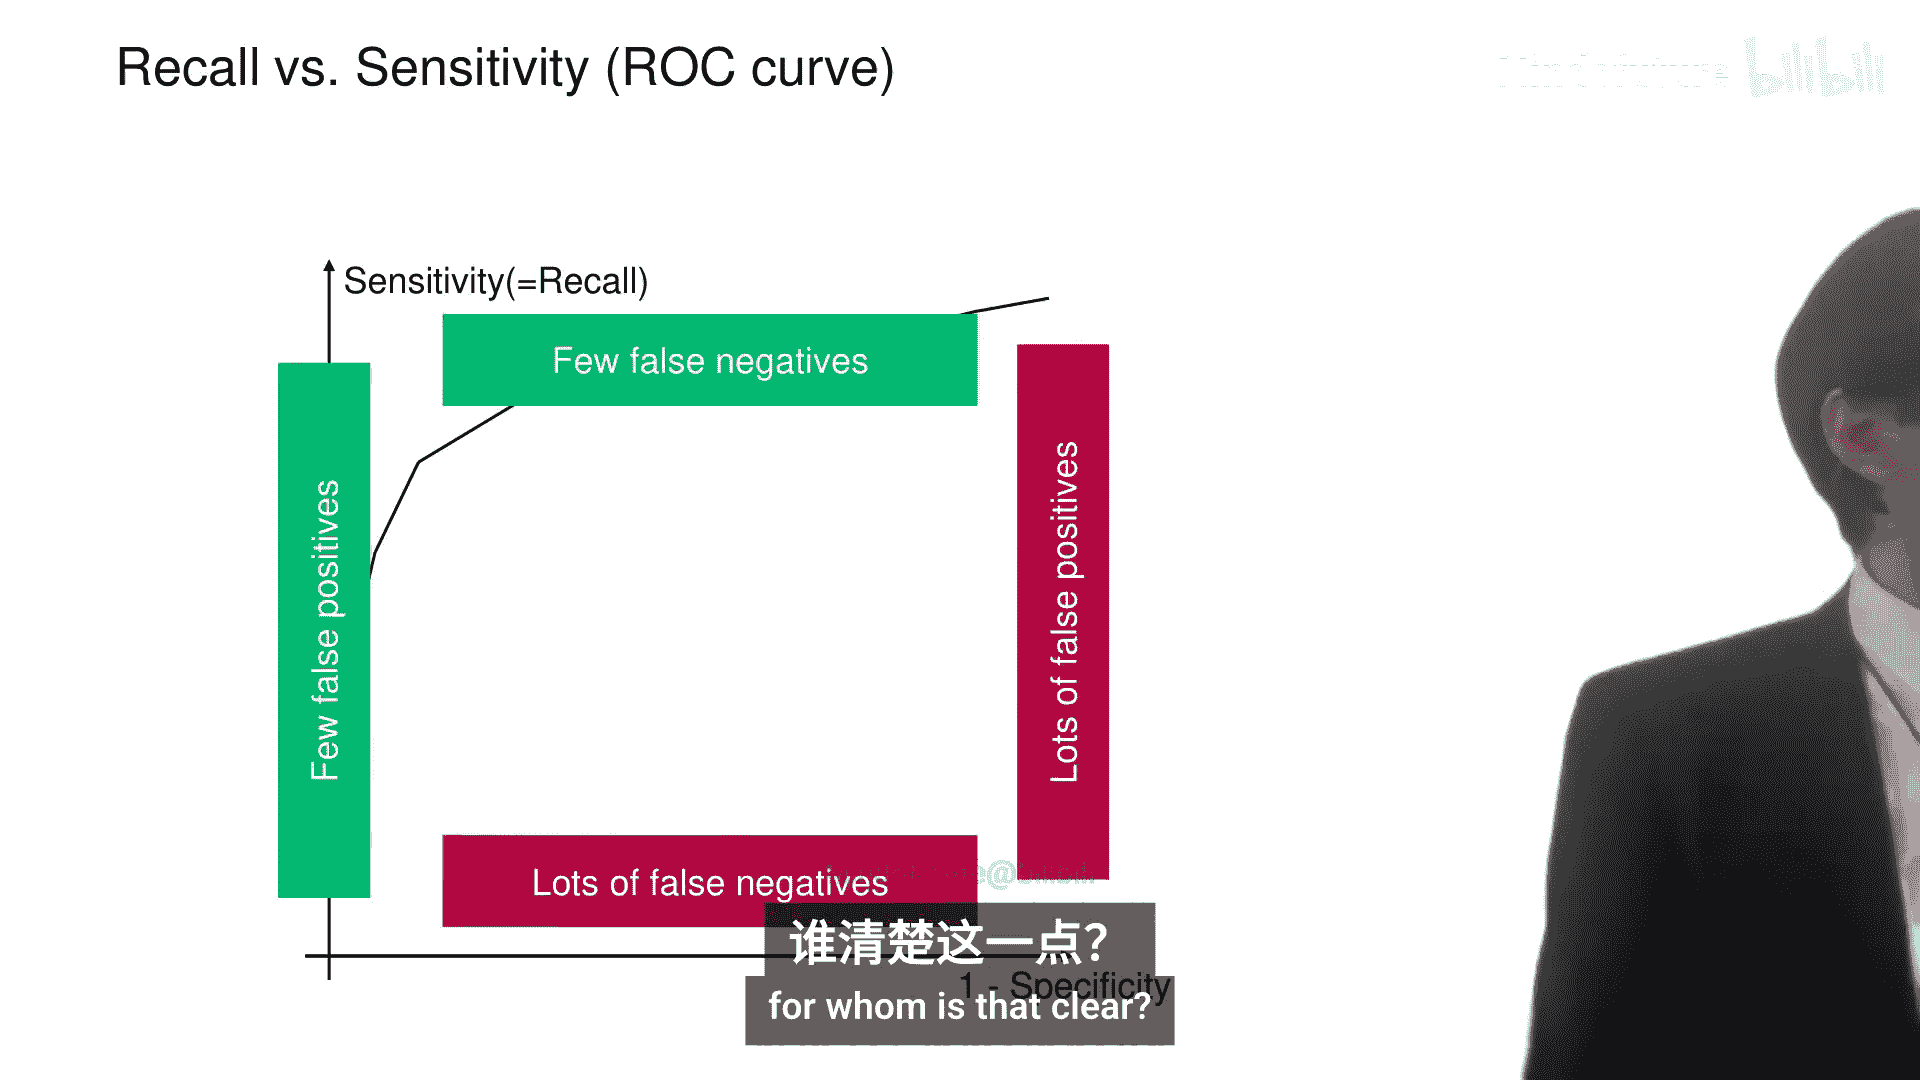 Recall vs. Sensitivity (ROC curve)
bilibili
Sensitivity(=Recall)
Few false negatives
Few false positives
Lots of false positives
Lots of false negatives
谁清楚这一点?
1 - Specificity
for whom is that clear?